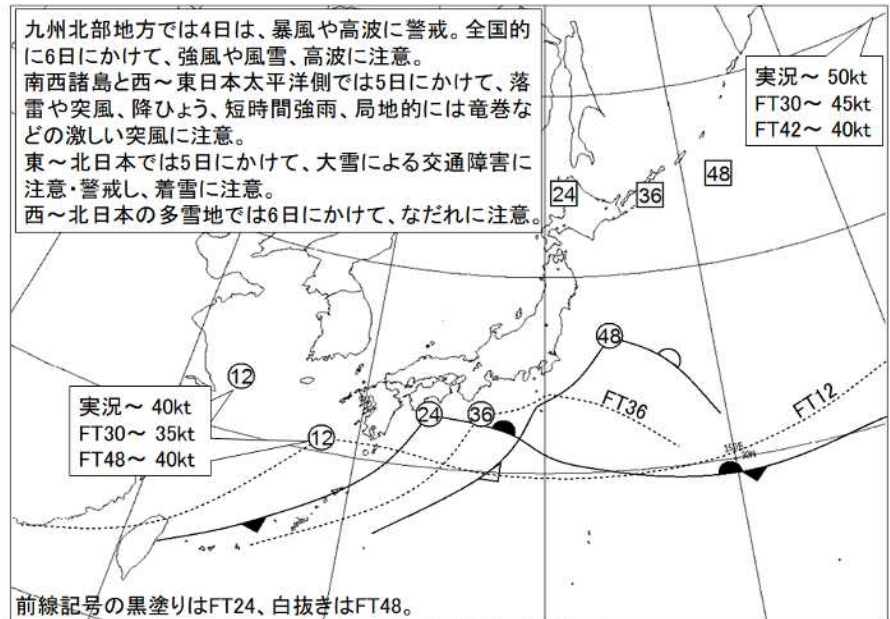 九州北部地方では4日は、暴風や高波に警戒。全国的
に6日にかけて、強風や風雪、高波に注意。
南西諸島と西～東日本太平洋側では5日にかけて、落
雷や突風、降ひょう、短時間強雨、局地的には竜巻な
どの激しい突風に注意。
東～北日本では5日にかけて、大雪による交通障害に
注意・警戒し、着雪に注意。
西～北日本の多雪地では6日にかけて、なだれに注意。
実況～ 50kt
FT30～ 45kt
FT42～ 40kt
24
36
48
48
12
実況～ 40kt
FT30～ 35kt
FT48～ 40kt
12
24
36
FT36
FT12
150E
30N
前線記号の黒塗りはFT24、白抜きはFT48。